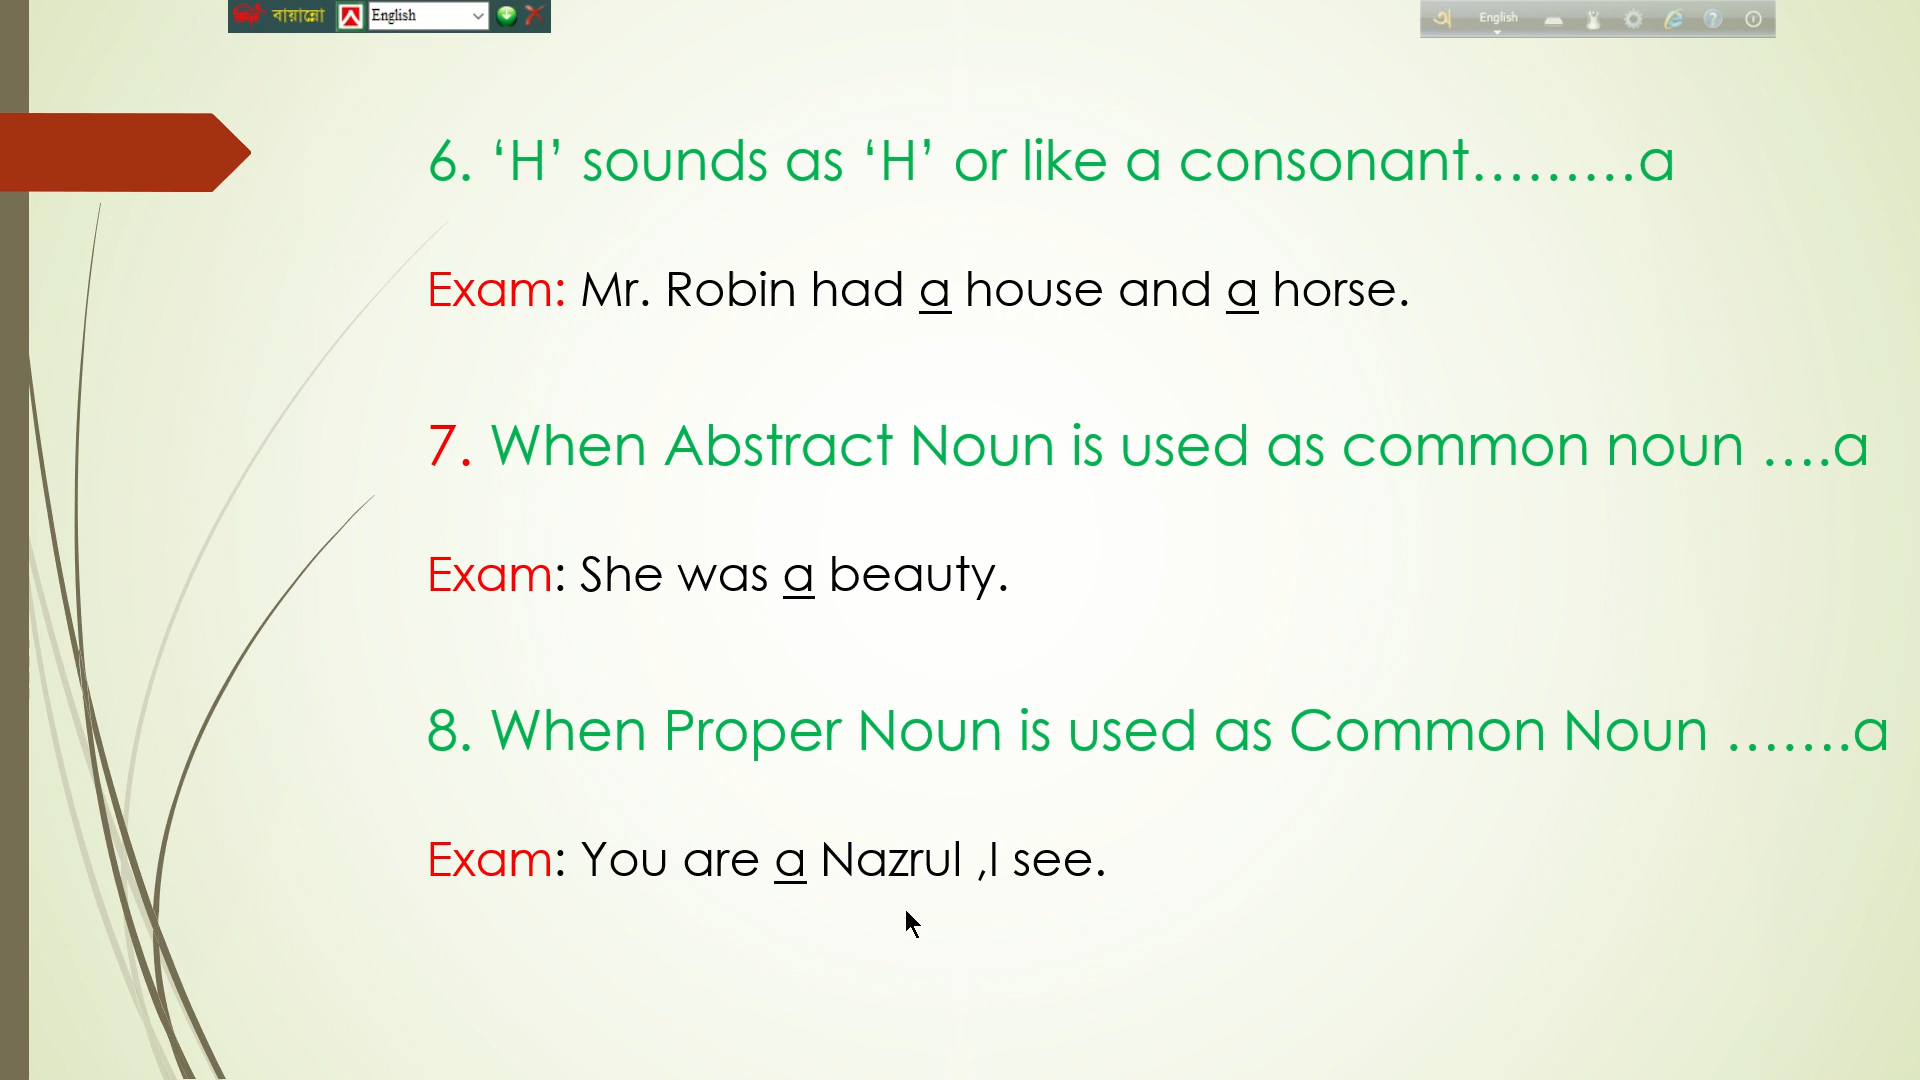 বায়ান্নো English
অ English
6. ‘H’ sounds as ‘H’ or like a consonant.........a
Exam: Mr. Robin had a house and a horse.
7. When Abstract Noun is used as common noun ....a
Exam: She was a beauty.
8. When Proper Noun is used as Common Noun .......a
Exam: You are a Nazrul ,I see.